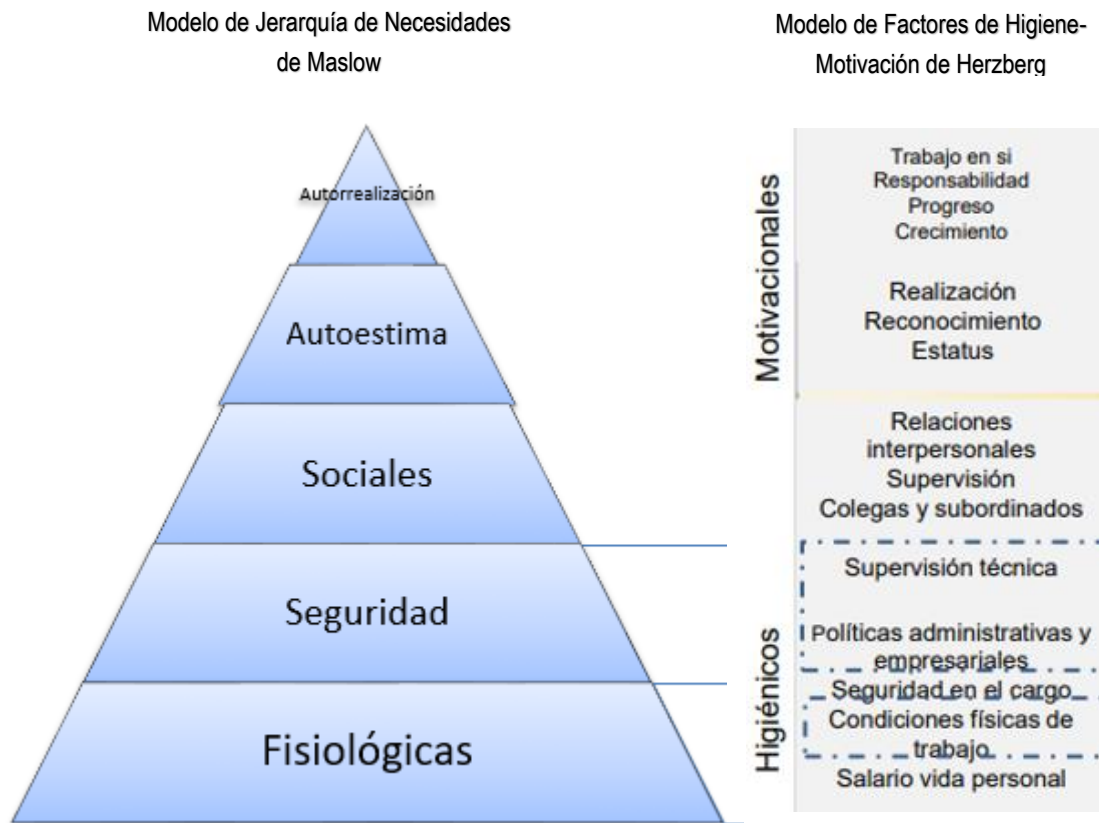 Modelo de Jerarquía de Necesidades
de Maslow
Autorrealización
Autoestima
Sociales
Seguridad
Fisiológicas
Modelo de Factores de Higiene-
Motivación de Herzberg
Motivacionales
Trabajo en si
Responsabilidad
Progreso
Crecimiento
Realización
Reconocimiento
Estatus
Higiénicos
Relaciones
interpersonales
Supervisión
Colegas y subordinados
Supervisión técnica
Políticas administrativas y
empresariales
Seguridad en el cargo
Condiciones físicas de
trabajo
Salario vida personal